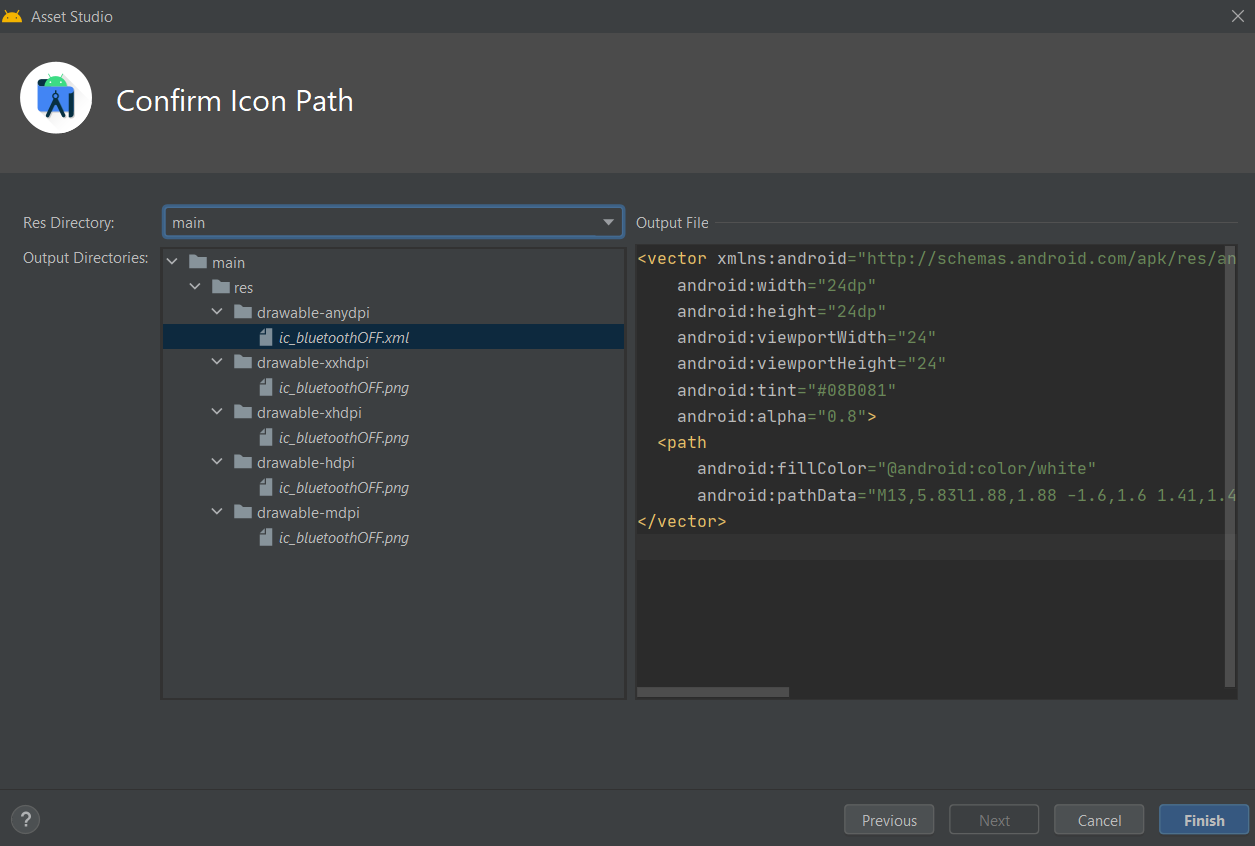 Asset Studio
Confirm Icon Path
Res Directory:
main
Output Directories:
main
res
drawable-anydpi
ic_bluetoothOFF.xml
drawable-xxhdpi
ic_bluetoothOFF.png
drawable-xhdpi
ic_bluetoothOFF.png
drawable-hdpi
ic_bluetoothOFF.png
drawable-mdpi
ic_bluetoothOFF.png
Output File
<vector xmlns:android="http://schemas.android.com/apk/res/an
android:width="24dp"
android:height="24dp"
android:viewportWidth="24"
android:viewportHeight="24"
android:tint="#08B081"
android:alpha="0.8">
<path
android:fillColor="@android:color/white"
android:pathData="M13,5.83l1.88,1.88 -1.6,1.6 1.41,1.4
</vector>
?
Previous
Next
Cancel
Finish